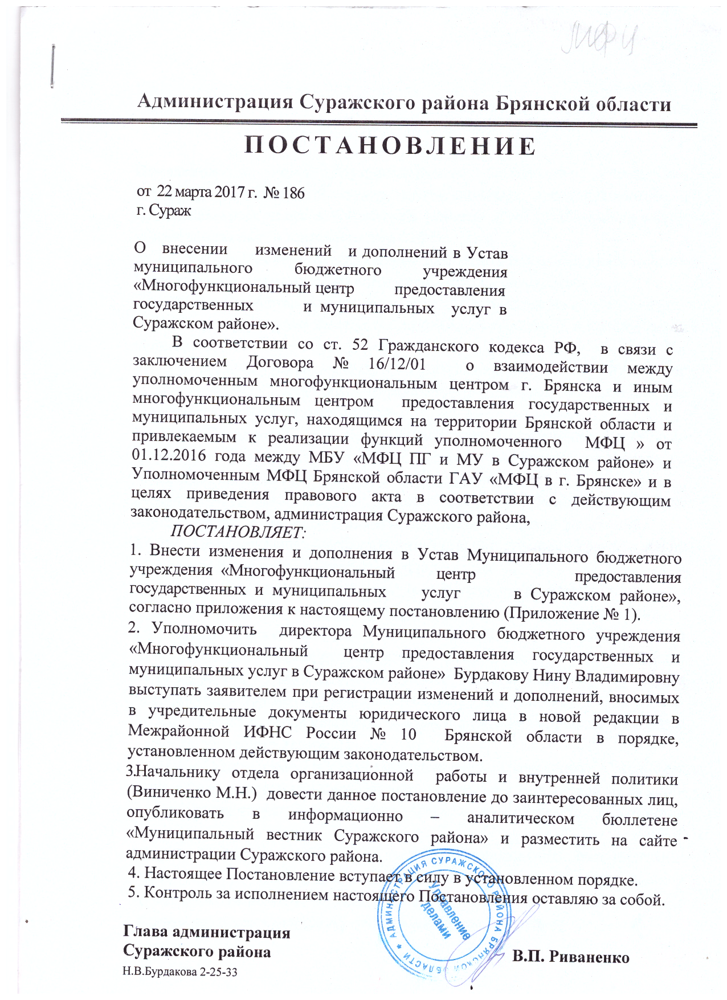 МФЦ
Администрация Суражского района Брянской области
ПОСТАНОВЛЕНИЕ
от 22 марта 2017 г. № 186
г. Сураж
О внесении изменений и дополнений в Устав
муниципального бюджетного учреждения
«Многофункциональный центр предоставления
государственных и муниципальных услуг в
Суражском районе».
В соответствии со ст. 52 Гражданского кодекса РФ, в связи с
заключением Договора № 16/12/01 о взаимодействии между
уполномоченным многофункциональным центром г. Брянска и иным
многофункциональным центром предоставления государственных и
муниципальных услуг, находящимся на территории Брянской области и
привлекаемым к реализации функций уполномоченного МФЦ » от
01.12.2016 года между МБУ «МФЦ ПГ и МУ в Суражском районе» и
Уполномоченным МФЦ Брянской области ГАУ «МФЦ в г. Брянске» и в
целях приведения правового акта в соответствии с действующим
законодательством, администрация Суражского района,
ПОСТАНОВЛЯЕТ:
1. Внести изменения и дополнения в Устав Муниципального бюджетного
учреждения «Многофункциональный центр предоставления
государственных и муниципальных услуг в Суражском районе»,
согласно приложения к настоящему постановлению (Приложение № 1).
2. Уполномочить директора Муниципального бюджетного учреждения
«Многофункциональный центр предоставления государственных и
муниципальных услуг в Суражском районе» Бурдакову Нину Владимировну
выступать заявителем при регистрации изменений и дополнений, вносимых
в учредительные документы юридического лица в новой редакции в
Межрайонной ИФНС России № 10 Брянской области в порядке,
установленном действующим законодательством.
3.Начальнику отдела организационной работы и внутренней политики
(Виниченко М.Н.) довести данное постановление до заинтересованных лиц,
опубликовать в информационно – аналитическом бюллетене
«Муниципальный вестник Суражского района» и разместить на сайте
администрации Суражского района.
4. Настоящее Постановление вступает в силу в установленном порядке.
5. Контроль за исполнением настоящего Постановления оставляю за собой.
АДМИНИСТРАЦИЯ СУРАЖСКОГО РАЙОНА БРЯНСКОЙ ОБЛАСТИ
Управление
делами
Глава администрация
Суражского района
В.П. Риваненко
Н.В.Бурдакова 2-25-33